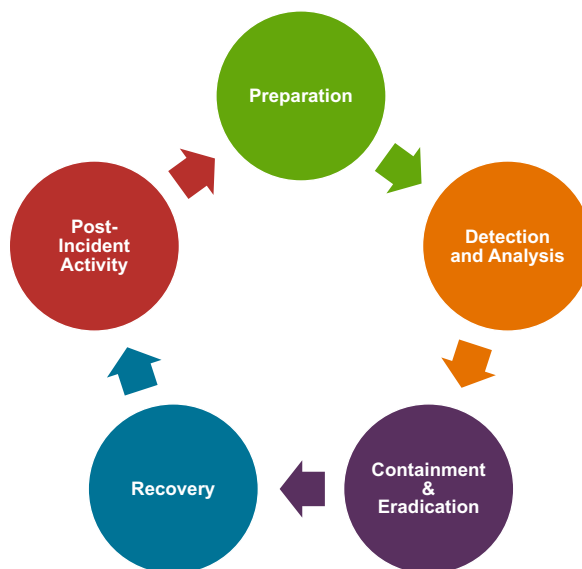 Preparation
Detection
and Analysis
Containment
&
Eradication
Recovery
Post-
Incident
Activity